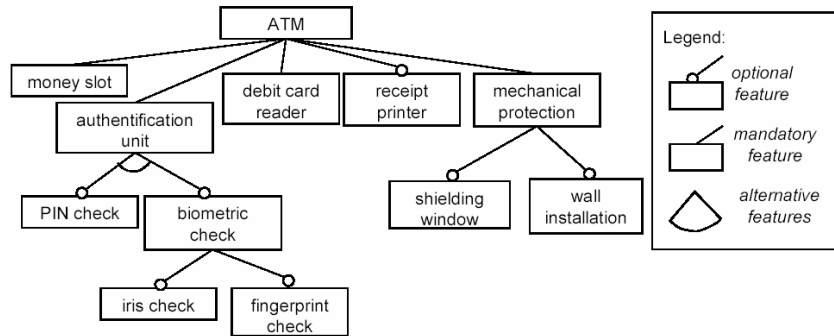 ATM
money slot
authentification
unit
debit card
reader
receipt
printer
mechanical
protection
PIN check
biometric
check
shielding
window
wall
installation
iris check
fingerprint
check
Legend:
optional
feature
mandatory
feature
alternative
features